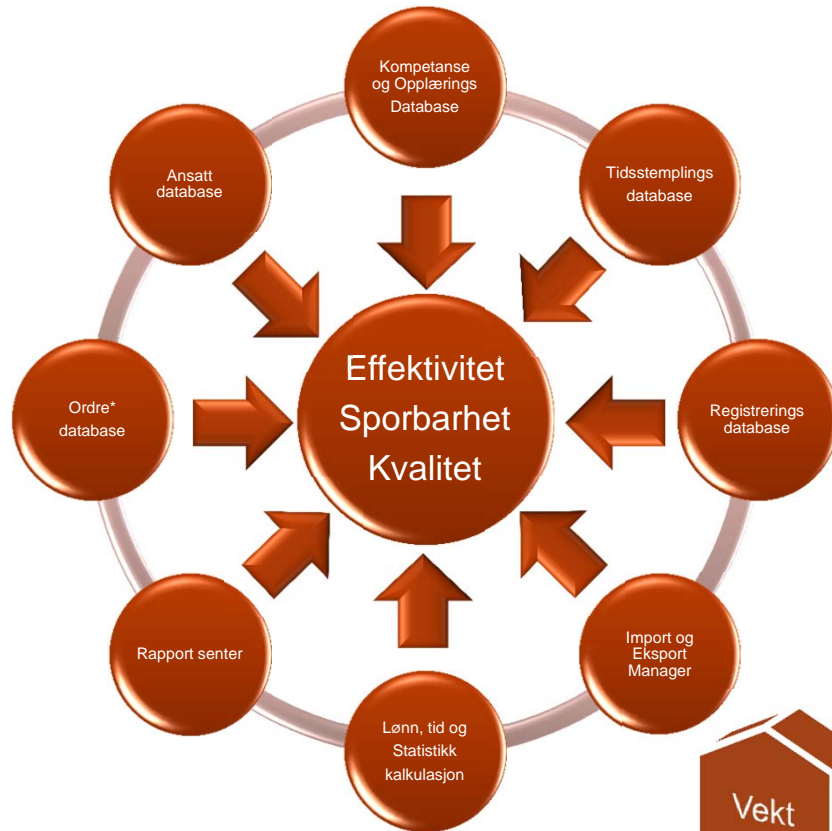 Kompetanse
og Opplærings
Database
Tidsstemplings
database
Registrerings
database
Import og
Eksport
Manager
Lønn, tid og
Statistikk
kalkulasjon
Rapport senter
Ordre*
database
Ansatt
database
Effektivitet
Sporbarhet
Kvalitet
Vekt